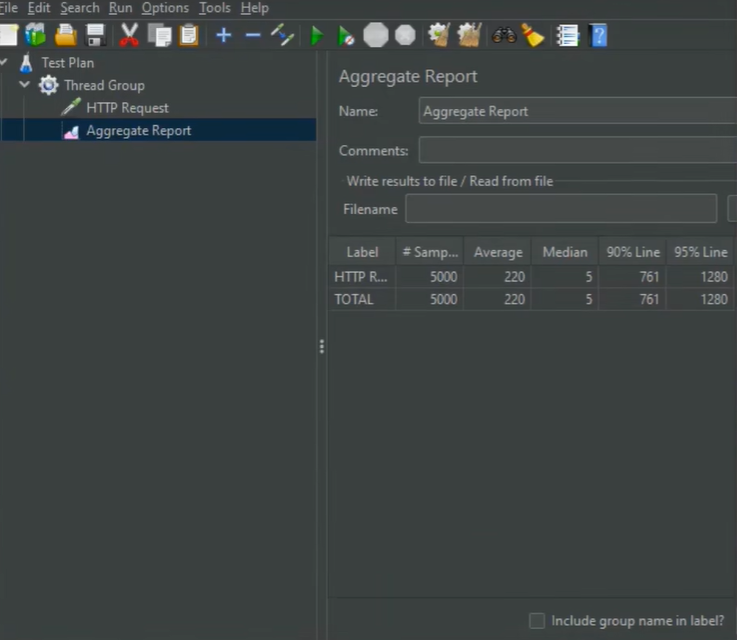 File Edit Search Run Options Tools Help
Test Plan
Thread Group
HTTP Request
Aggregate Report
Aggregate Report
Name: Aggregate Report
Comments:
Write results to file / Read from file
Filename
Label # Samp... Average Median 90% Line 95% Line
HTTP R... 5000 220 5 761 1280
TOTAL 5000 220 5 761 1280
Include group name in label?